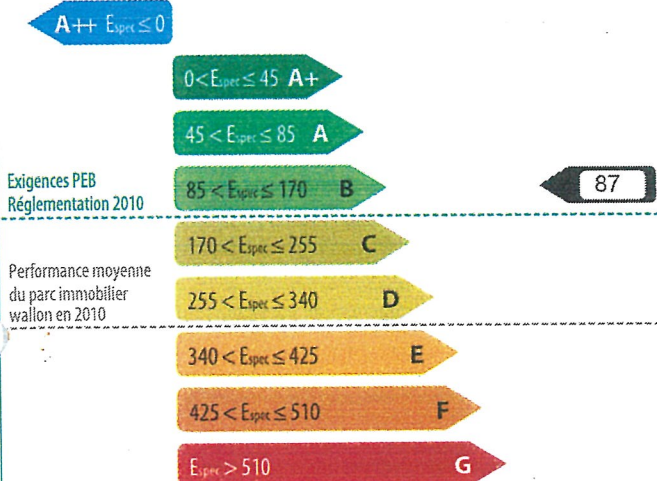 A++ Espec ≤ 0
0 < Espec ≤ 45 A+
45 < Espec ≤ 85 A
Exigences PEB
Réglementation 2010
85 < Espec ≤ 170 B
87
170 < Espec ≤ 255 C
Performance moyenne
du parc immobilier
wallon en 2010
255 < Espec ≤ 340 D
340 < Espec ≤ 425 E
425 < Espec ≤ 510 F
Espec > 510 G